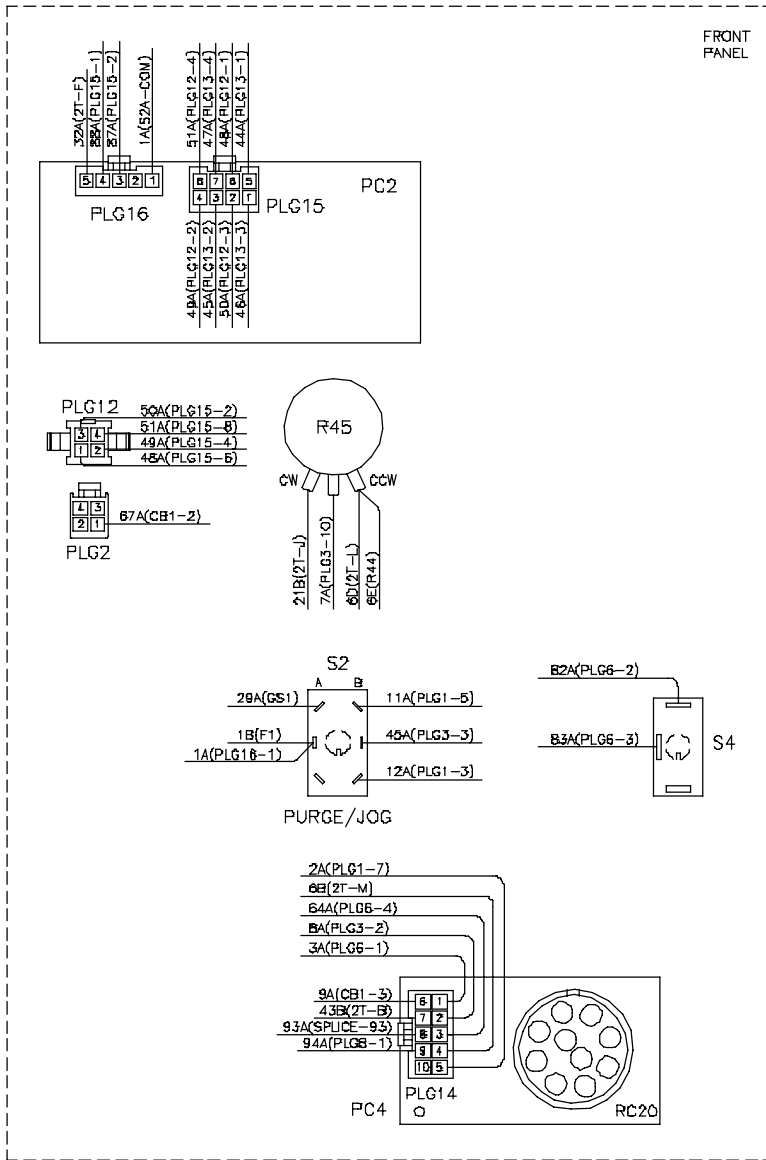 FRONT
PANEL
32A(2T-F)
88A(PLG15-1)
87A(PLG15-2)
1A(S2A-COM)
51A(PLG12-4)
47A(PLG13-4)
48A(PLG12-1)
44A(PLG13-1)
5 4 3 2 1
8 7 6 5
4 3 2 1
PC2
PLG16
PLG15
49A(PLG12-2)
45A(PLG13-2)
50A(PLG12-3)
46A(PLG13-3)
PLG12
50A(PLG15-2)
51A(PLG15-8)
49A(PLG15-4)
48A(PLG15-6)
3 4
1 2
R45
CW
CCW
4 3
2 1
67A(CB1-2)
PLG2
21B(2T-J)
7A(PLG3-10)
6D(2T-L)
6E(R44)
S2
A B
29A(GS1)
11A(PLG1-5)
1B(F1)
45A(PLG3-3)
1A(PLG16-1)
12A(PLG1-3)
PURGE/JOG
82A(PLG6-2)
83A(PLG6-3)
S4
2A(PLG1-7)
6B(2T-M)
64A(PLG6-4)
8A(PLG3-2)
3A(PLG6-1)
9A(CB1-3)
43B(2T-B)
93A(SPLICE-93)
94A(PLG8-1)
6 1
7 2
8 3
9 4
10 5
PLG14
PC4
RC20